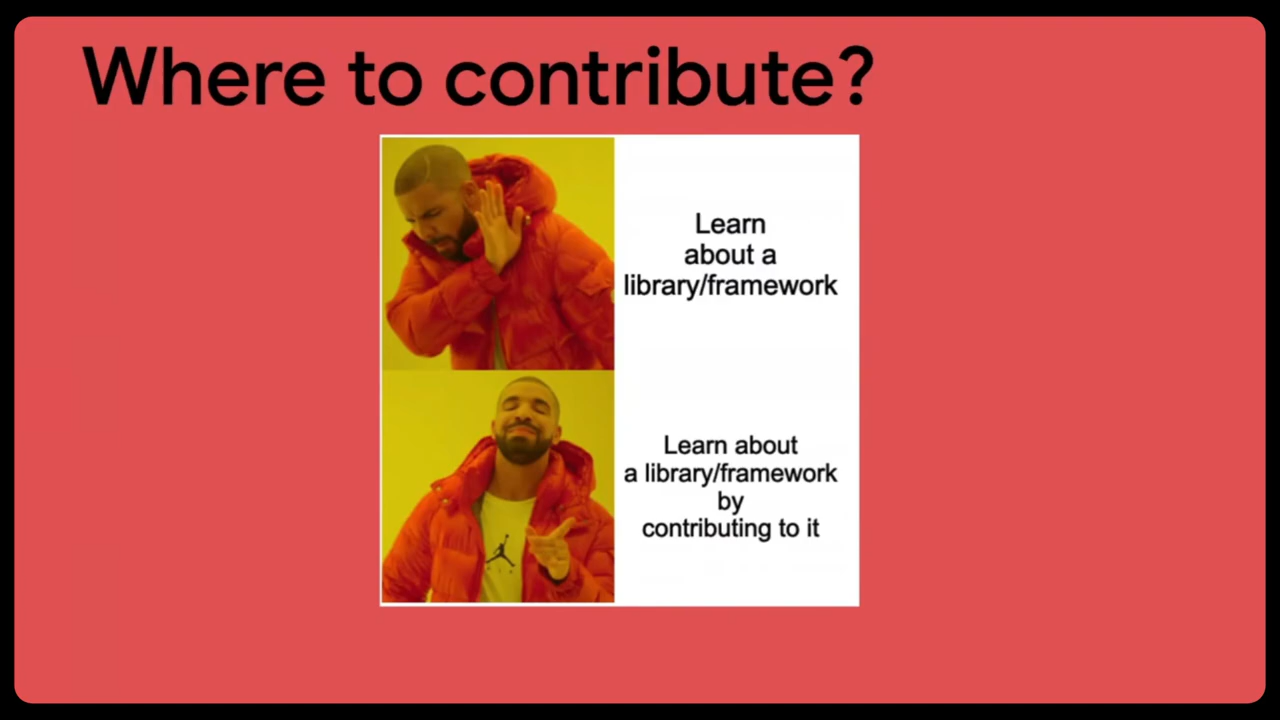 Where to contribute?
Learn
about a
library/framework
Learn about
a library/framework
by
contributing to it